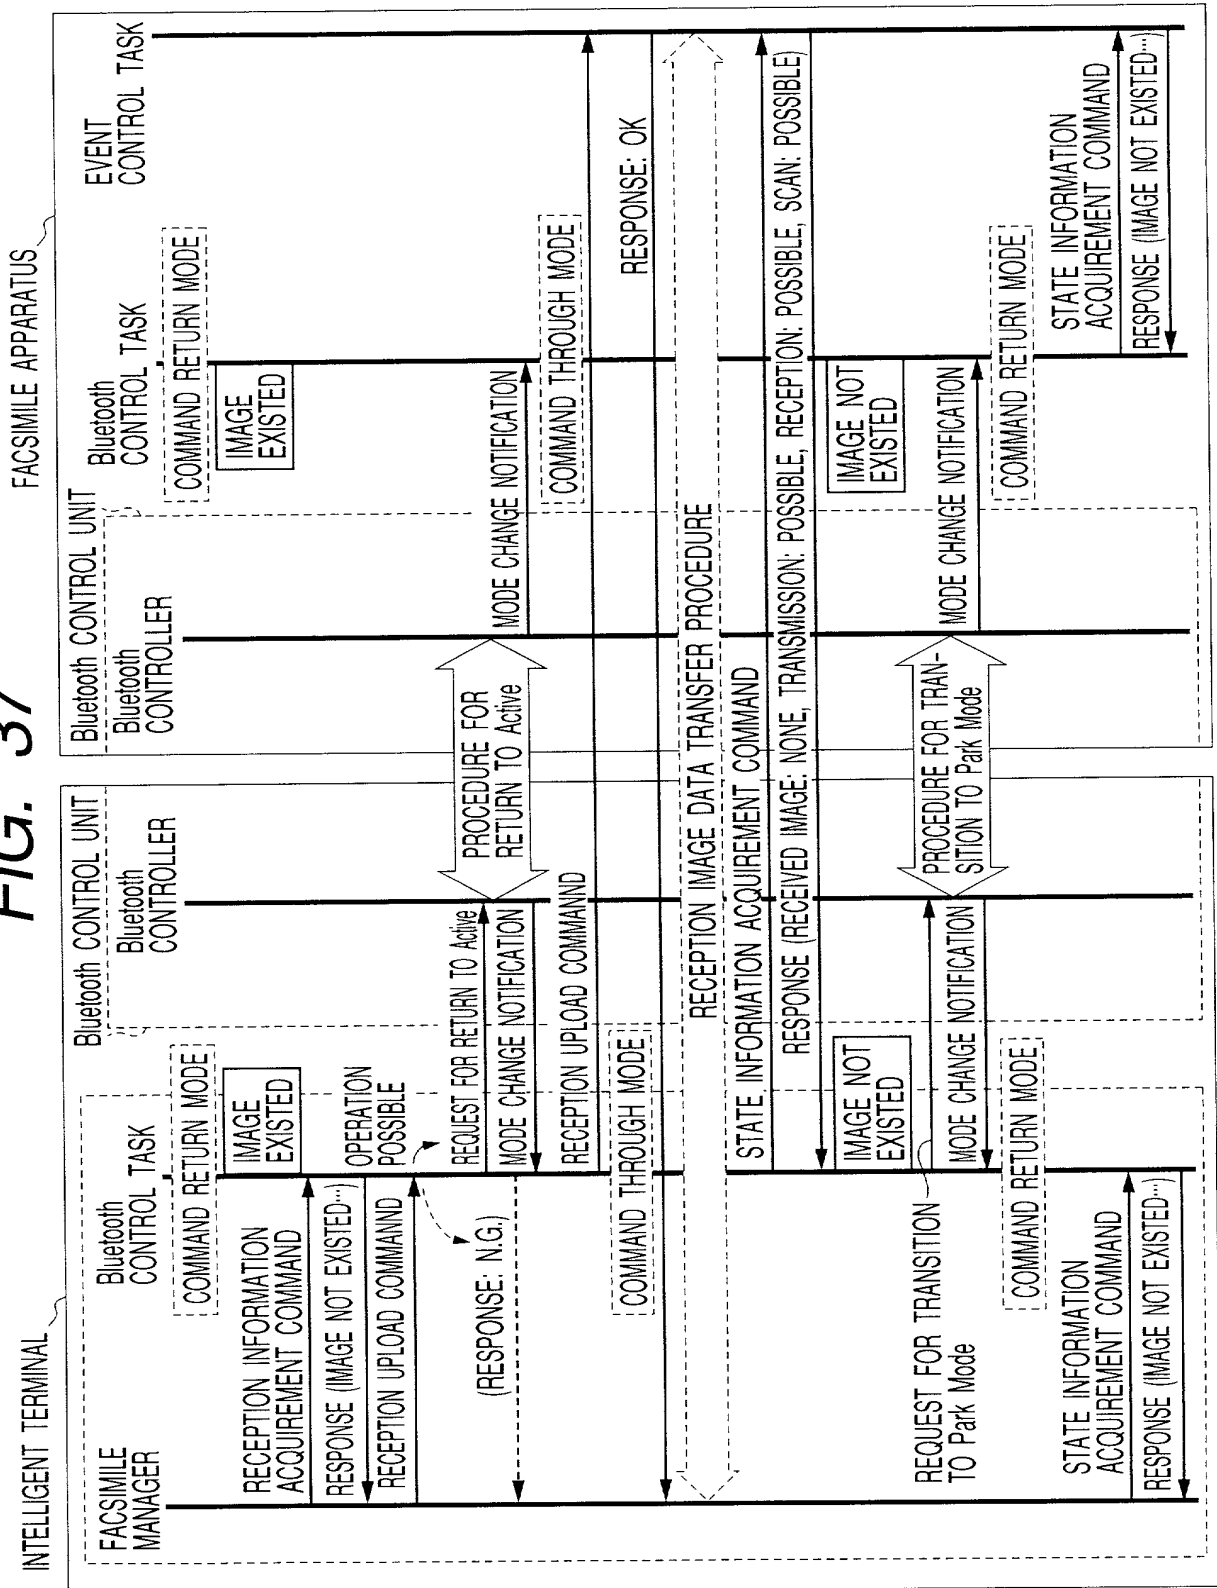 FIG. 37
INTELLIGENT TERMINAL
FACSIMILE APPARATUS
Bluetooth CONTROL UNIT
Bluetooth CONTROL UNIT
FACSIMILE
MANAGER
Bluetooth
CONTROL TASK
Bluetooth
CONTROLLER
Bluetooth
CONTROLLER
Bluetooth
CONTROL TASK
EVENT
CONTROL TASK
COMMAND RETURN MODE
COMMAND RETURN MODE
IMAGE
EXISTED
IMAGE
EXISTED
RECEPTION INFORMATION
ACQUIREMENT COMMAND
RESPONSE (IMAGE NOT EXISTED···)
OPERATION
POSSIBLE
RECEPTION UPLOAD COMMANND
REQUEST FOR RETURN TO Active
PROCEDURE FOR
RETURN TO Active
(RESPONSE: N.G.)
MODE CHANGE NOTIFICATION
MODE CHANGE NOTIFICATION
COMMAND THROUGH MODE
RECEPTION UPLOAD COMMANND
COMMAND THROUGH MODE
RESPONSE: OK
RECEPTION IMAGE DATA TRANSFER PROCEDURE
STATE INFORMATION ACQUIREMENT COMMAND
RESPONSE (RECEIVED IMAGE: NONE, TRANSMISSION: POSSIBLE, RECEPTION: POSSIBLE, SCAN: POSSIBLE)
IMAGE NOT
EXISTED
IMAGE NOT
EXISTED
REQUEST FOR TRANSITION
TO Park Mode
PROCEDURE FOR TRAN-
SITION TO Park Mode
MODE CHANGE NOTIFICATION
MODE CHANGE NOTIFICATION
COMMAND RETURN MODE
COMMAND RETURN MODE
STATE INFORMATION
ACQUIREMENT COMMAND
RESPONSE (IMAGE NOT EXISTED···)
STATE INFORMATION
ACQUIREMENT COMMAND
RESPONSE (IMAGE NOT EXISTED···)